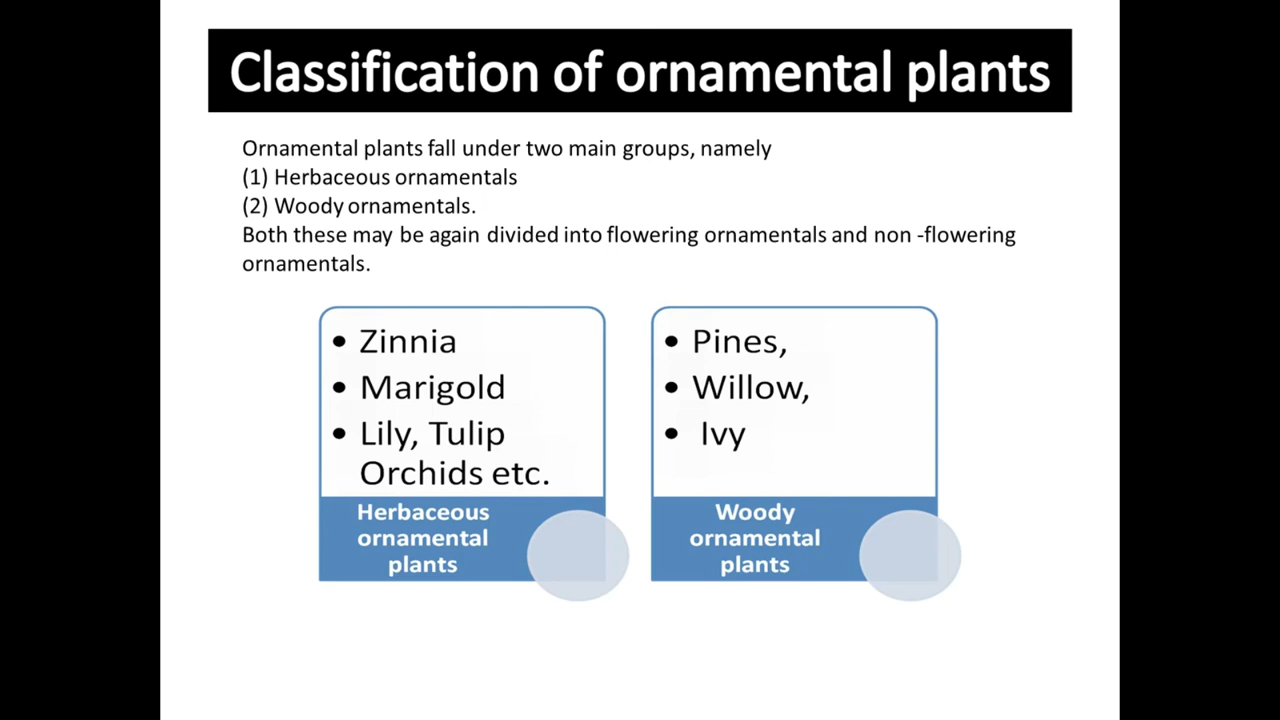 Classification of ornamental plants
Ornamental plants fall under two main groups, namely
(1) Herbaceous ornamentals
(2) Woody ornamentals.
Both these may be again divided into flowering ornamentals and non -flowering
ornamentals.
• Zinnia
• Marigold
• Lily, Tulip
Orchids etc.
Herbaceous
ornamental
plants
• Pines,
• Willow,
• Ivy
Woody
ornamental
plants